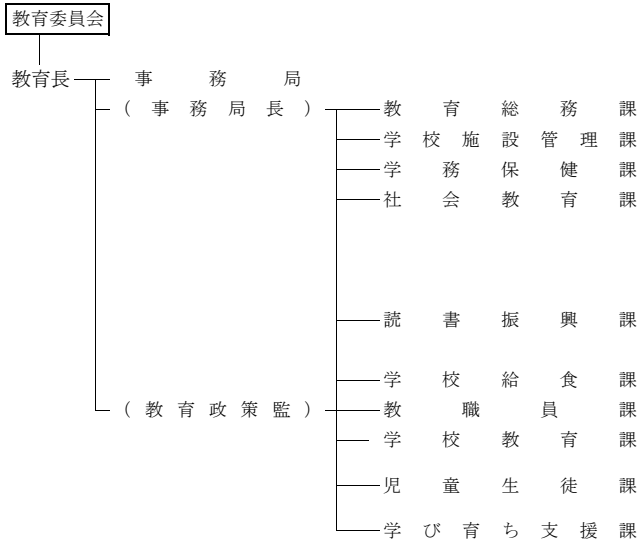 教育委員会
教育長 事務局
(事務局長) 教育総務課
学校施設管理課
学務保健課
社会教育課
読書振興課
学校給食課
(教育政策監) 教職員課
学校教育課
児童生徒課
学び育ち支援課